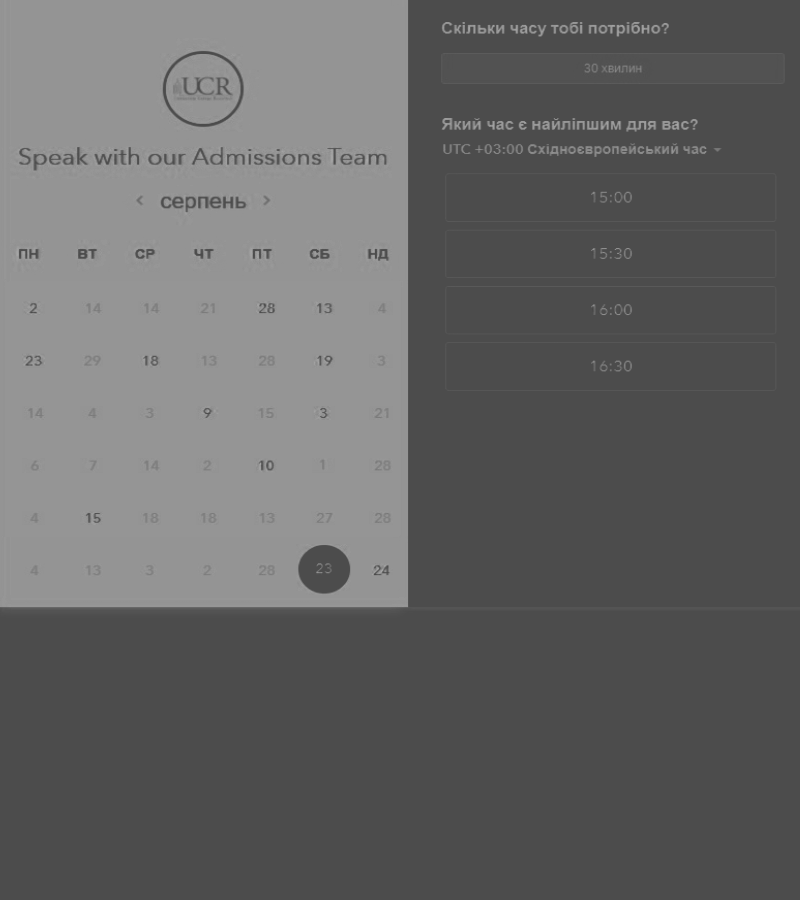 UCR
Speak with our Admissions Team
< серпень >
ПН ВТ СР ЧТ ПТ СБ НД
2 14 14 21 28 13 4
23 29 18 13 28 19 3
14 4 3 9 15 3 21
6 7 14 2 10 1 28
4 15 18 18 13 27 28
4 13 3 2 28 23 24
Скільки часу тобі потрібно?
30 хвилин
Який час є найліпшим для вас?
UTC +03:00 Східноєвропейський час
15:00
15:30
16:00
16:30